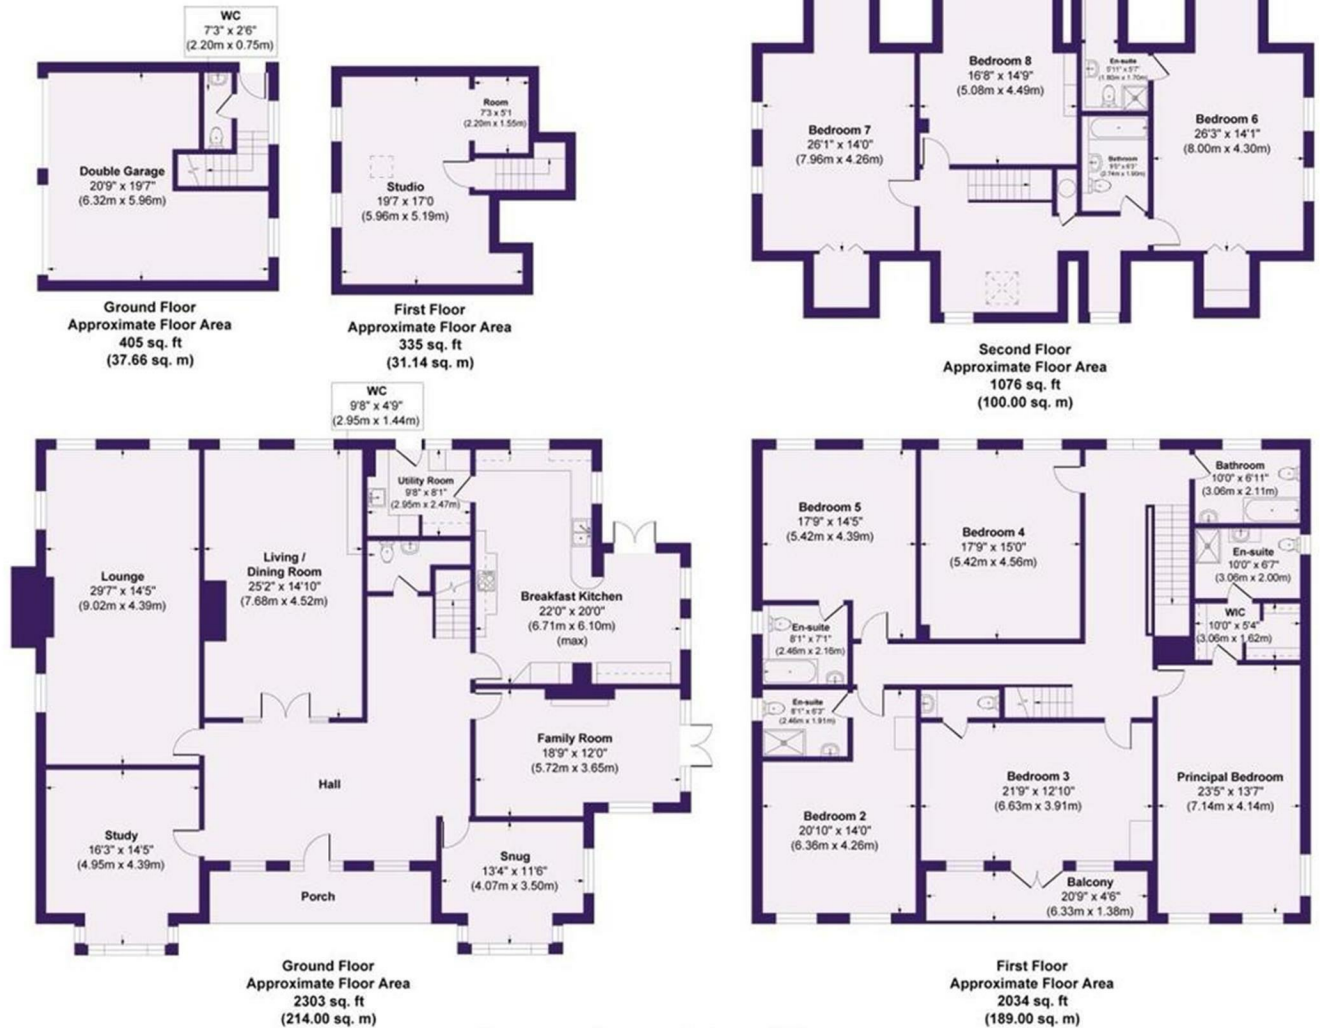 WC
7'3" x 2'6"
(2.20m x 0.75m)
Double Garage
20'9" x 19'7"
(6.32m x 5.96m)
Ground Floor
Approximate Floor Area
405 sq. ft
(37.66 sq. m)
Room
7'3 x 5'1
(2.20m x 1.55m)
Studio
19'7 x 17'0
(5.96m x 5.19m)
First Floor
Approximate Floor Area
335 sq. ft
(31.14 sq. m)
Bedroom 8
16'8" x 14'9"
(5.08m x 4.49m)
En-suite
5'11" x 5'7"
(1.80m x 1.70m)
Bedroom 7
26'1" x 14'0"
(7.96m x 4.26m)
Bedroom 6
26'3" x 14'1"
(8.00m x 4.30m)
Bathroom
9'0" x 6'3"
(2.74m x 1.90m)
Second Floor
Approximate Floor Area
1076 sq. ft
(100.00 sq. m)
WC
9'8" x 4'9"
(2.95m x 1.44m)
Utility Room
9'8" x 8'1"
(2.95m x 2.47m)
Lounge
29'7" x 14'5"
(9.02m x 4.39m)
Living /
Dining Room
25'2" x 14'10"
(7.68m x 4.52m)
Breakfast Kitchen
22'0" x 20'0"
(6.71m x 6.10m)
(max)
Family Room
18'9" x 12'0"
(5.72m x 3.65m)
Hall
Study
16'3" x 14'5"
(4.95m x 4.39m)
Snug
13'4" x 11'6"
(4.07m x 3.50m)
Porch
Ground Floor
Approximate Floor Area
2303 sq. ft
(214.00 sq. m)
Bedroom 5
17'9" x 14'5"
(5.42m x 4.39m)
Bedroom 4
17'9" x 15'0"
(5.42m x 4.56m)
Bathroom
10'0" x 6'11"
(3.06m x 2.11m)
En-suite
10'0" x 6'7"
(3.06m x 2.00m)
WIC
10'0" x 5'4"
(3.06m x 1.62m)
En-suite
8'1" x 7'1"
(2.46m x 2.16m)
En-suite
8'1" x 6'3"
(2.46m x 1.91m)
Bedroom 3
21'9" x 12'10"
(6.63m x 3.91m)
Principal Bedroom
23'5" x 13'7"
(7.14m x 4.14m)
Bedroom 2
20'10" x 14'0"
(6.36m x 4.26m)
Balcony
20'9" x 4'6"
(6.33m x 1.38m)
First Floor
Approximate Floor Area
2034 sq. ft
(189.00 sq. m)